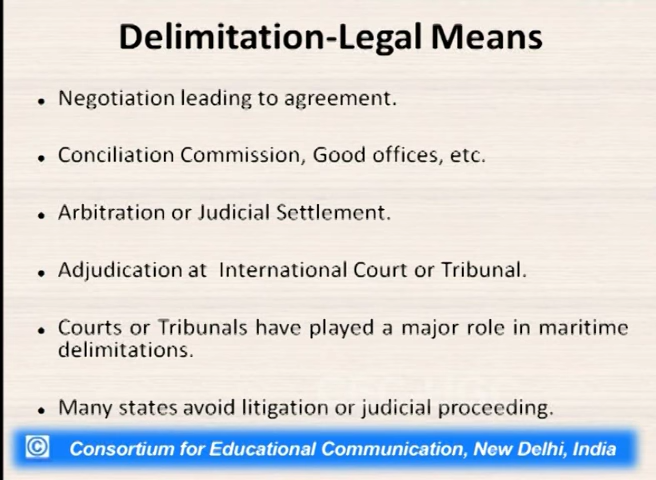 Delimitation-Legal Means
• Negotiation leading to agreement.
• Conciliation Commission, Good offices, etc.
• Arbitration or Judicial Settlement.
• Adjudication at International Court or Tribunal.
• Courts or Tribunals have played a major role in maritime
delimitations.
• Many states avoid litigation or judicial proceeding.
© Consortium for Educational Communication, New Delhi, India